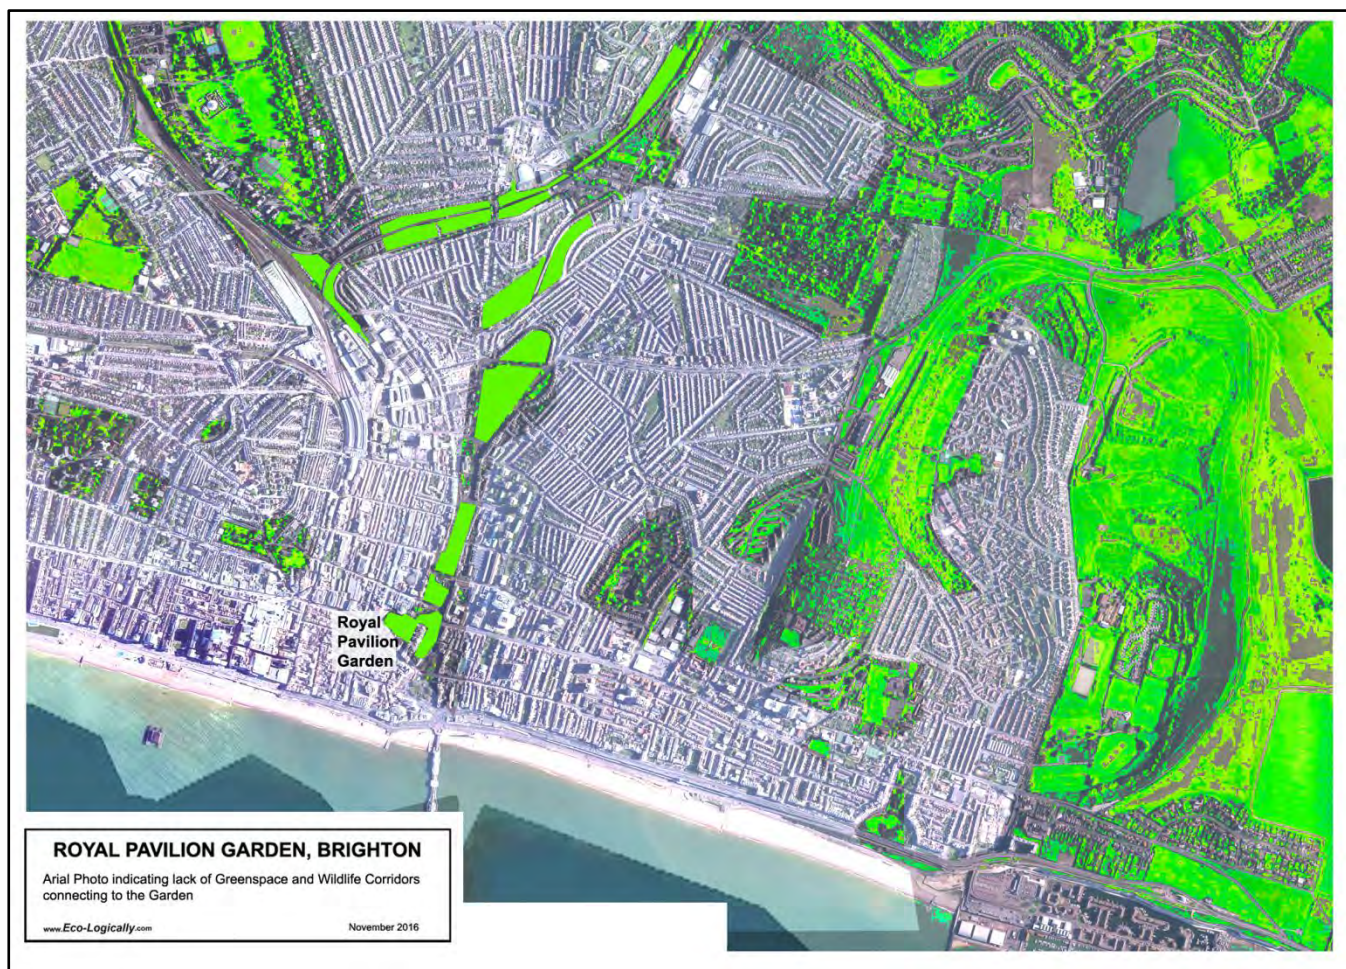 Royal
Pavilion
Garden
ROYAL PAVILION GARDEN, BRIGHTON
Arial Photo indicating lack of Greenspace and Wildlife Corridors
connecting to the Garden
www.Eco-Logically.com November 2016